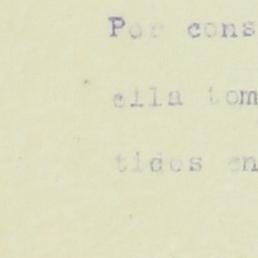 Por cons
ella tom
tidos en